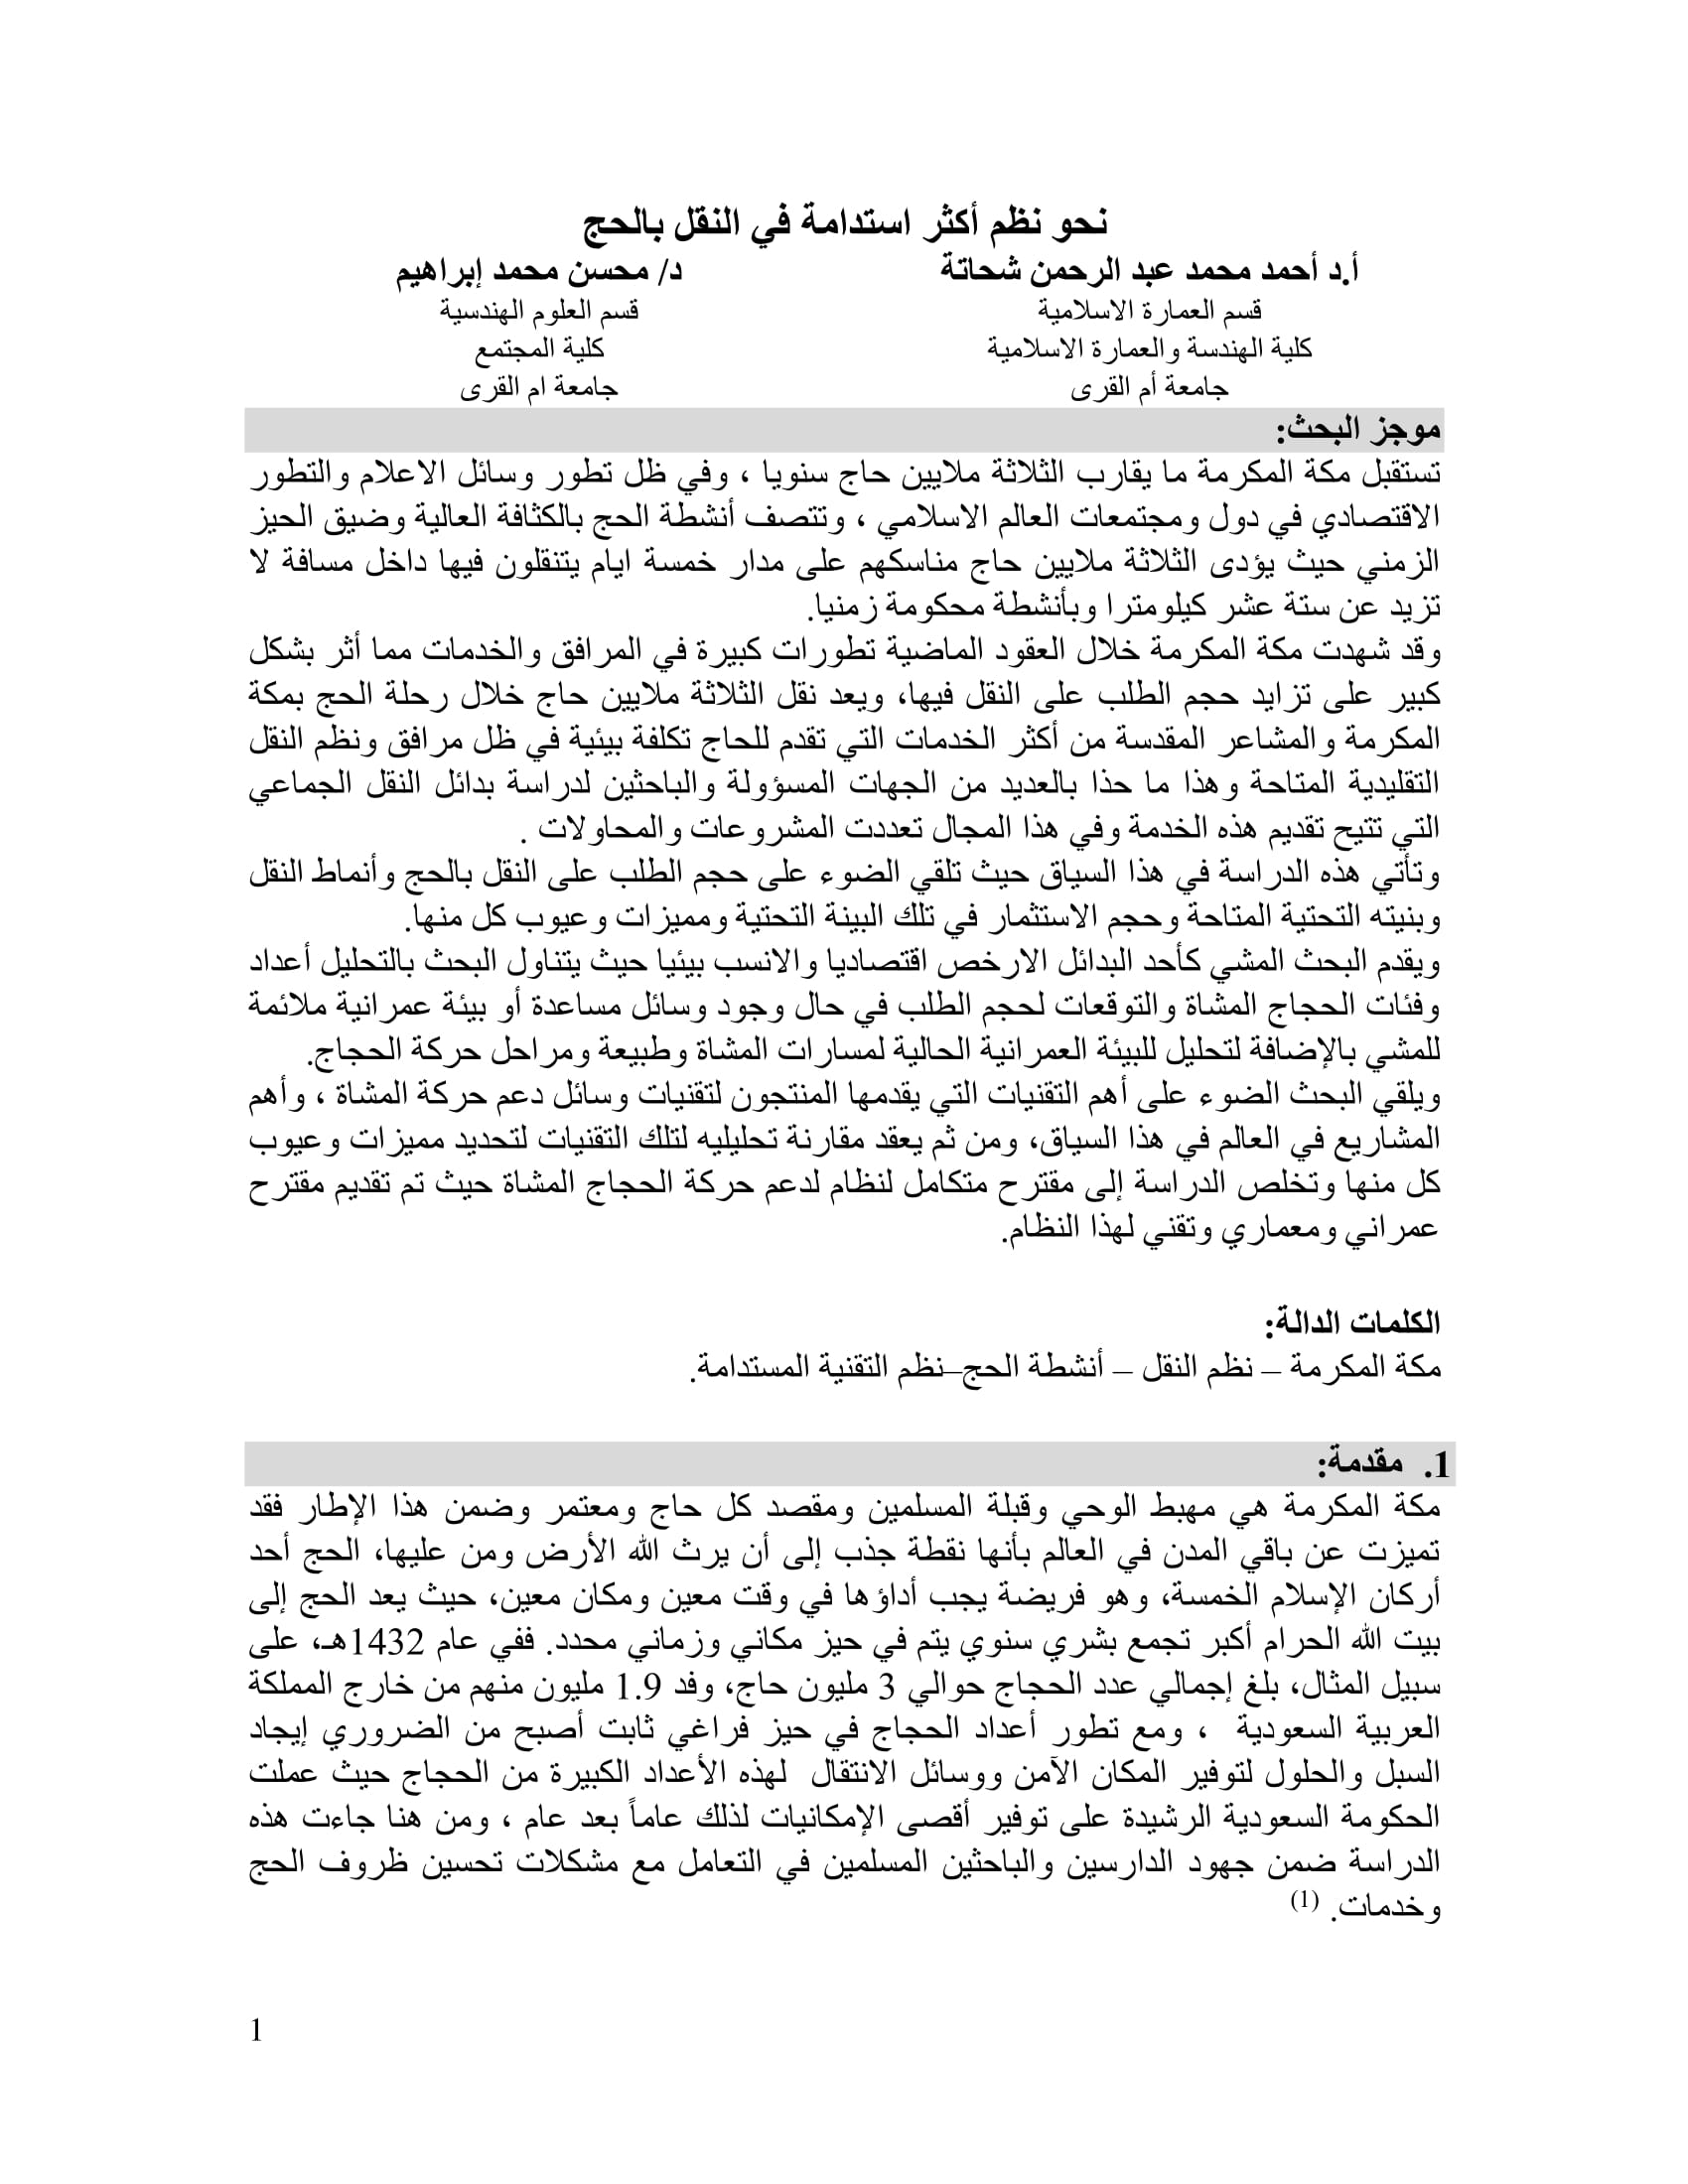 نحو نظم أكثر استدامة في النقل بالحج
أ.د أحمد محمد عبد الرحمن شحاتة
قسم العمارة الاسلامية
كلية الهندسة والعمارة الاسلامية
جامعة أم القرى
د/ محسن محمد إبراهيم
قسم العلوم الهندسية
كلية المجتمع
جامعة ام القرى
موجز البحث:
تستقبل مكة المكرمة ما يقارب الثلاثة ملايين حاج سنويا ، وفي ظل تطور وسائل الاعلام والتطور
الاقتصادي في دول ومجتمعات العالم الاسلامي ، وتتصف أنشطة الحج بالكثافة العالية وضيق الحيز
الزمني حيث يؤدى الثلاثة ملايين حاج مناسكهم على مدار خمسة ايام يتنقلون فيها داخل مسافة لا
تزيد عن ستة عشر كيلومترا وبأنشطة محكومة زمنيا.
وقد شهدت مكة المكرمة خلال العقود الماضية تطورات كبيرة في المرافق والخدمات مما أثر بشكل
كبير على تزايد حجم الطلب على النقل فيها، ويعد نقل الثلاثة ملايين حاج خلال رحلة الحج بمكة
المكرمة والمشاعر المقدسة من أكثر الخدمات التي تقدم للحاج تكلفة بيئية في ظل مرافق ونظم النقل
التقليدية المتاحة وهذا ما حذا بالعديد من الجهات المسؤولة والباحثين لدراسة بدائل النقل الجماعي
التي تتيح تقديم هذه الخدمة وفي هذا المجال تعددت المشروعات والمحاولات .
وتأتي هذه الدراسة في هذا السياق حيث تلقي الضوء على حجم الطلب على النقل بالحج وأنماط النقل
وبنيته التحتية المتاحة وحجم الاستثمار في تلك البينة التحتية ومميزات وعيوب كل منها.
ويقدم البحث المشي كأحد البدائل الارخص اقتصاديا والانسب بيئيا حيث يتناول البحث بالتحليل أعداد
وفئات الحجاج المشاة والتوقعات لحجم الطلب في حال وجود وسائل مساعدة أو بيئة عمرانية ملائمة
للمشي بالإضافة لتحليل للبيئة العمرانية الحالية لمسارات المشاة وطبيعة ومراحل حركة الحجاج.
ويلقي البحث الضوء على أهم التقنيات التي يقدمها المنتجون لتقنيات وسائل دعم حركة المشاة ، وأهم
المشاريع في العالم في هذا السياق، ومن ثم يعقد مقارنة تحليليه لتلك التقنيات لتحديد مميزات وعيوب
كل منها وتخلص الدراسة إلى مقترح متكامل لنظام لدعم حركة الحجاج المشاة حيث تم تقديم مقترح
عمراني ومعماري وتقني لهذا النظام.
الكلمات الدالة:
مكة المكرمة – نظم النقل – أنشطة الحج–نظم التقنية المستدامة.
1. مقدمة:
مكة المكرمة هي مهبط الوحي وقبلة المسلمين ومقصد كل حاج ومعتمر وضمن هذا الإطار فقد
تميزت عن باقي المدن في العالم بأنها نقطة جذب إلى أن يرث الله الأرض ومن عليها، الحج أحد
أركان الإسلام الخمسة، وهو فريضة يجب أداؤها في وقت معين ومكان معين، حيث يعد الحج إلى
بيت الله الحرام أكبر تجمع بشري سنوي يتم في حيز مكاني وزماني محدد. ففي عام 1432هـ، على
سبيل المثال، بلغ إجمالي عدد الحجاج حوالي 3 مليون حاج، وفد 1.9 مليون منهم من خارج المملكة
العربية السعودية ، ومع تطور أعداد الحجاج في حيز فراغي ثابت أصبح من الضروري إيجاد
السبل والحلول لتوفير المكان الآمن ووسائل الانتقال لهذه الأعداد الكبيرة من الحجاج حيث عملت
الحكومة السعودية الرشيدة على توفير أقصى الإمكانيات لذلك عاماً بعد عام ، ومن هنا جاءت هذه
الدراسة ضمن جهود الدارسين والباحثين المسلمين في التعامل مع مشكلات تحسين ظروف الحج
وخدمات. (1)
1